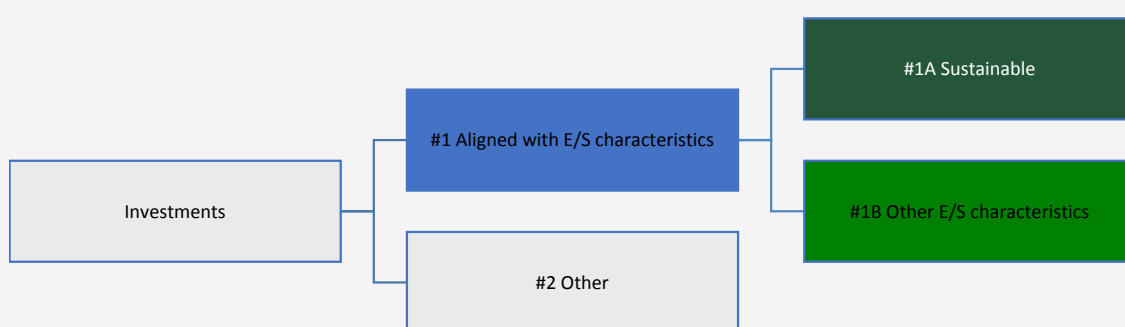 #1A Sustainable
#1 Aligned with E/S characteristics
Investments
#1B Other E/S characteristics
#2 Other